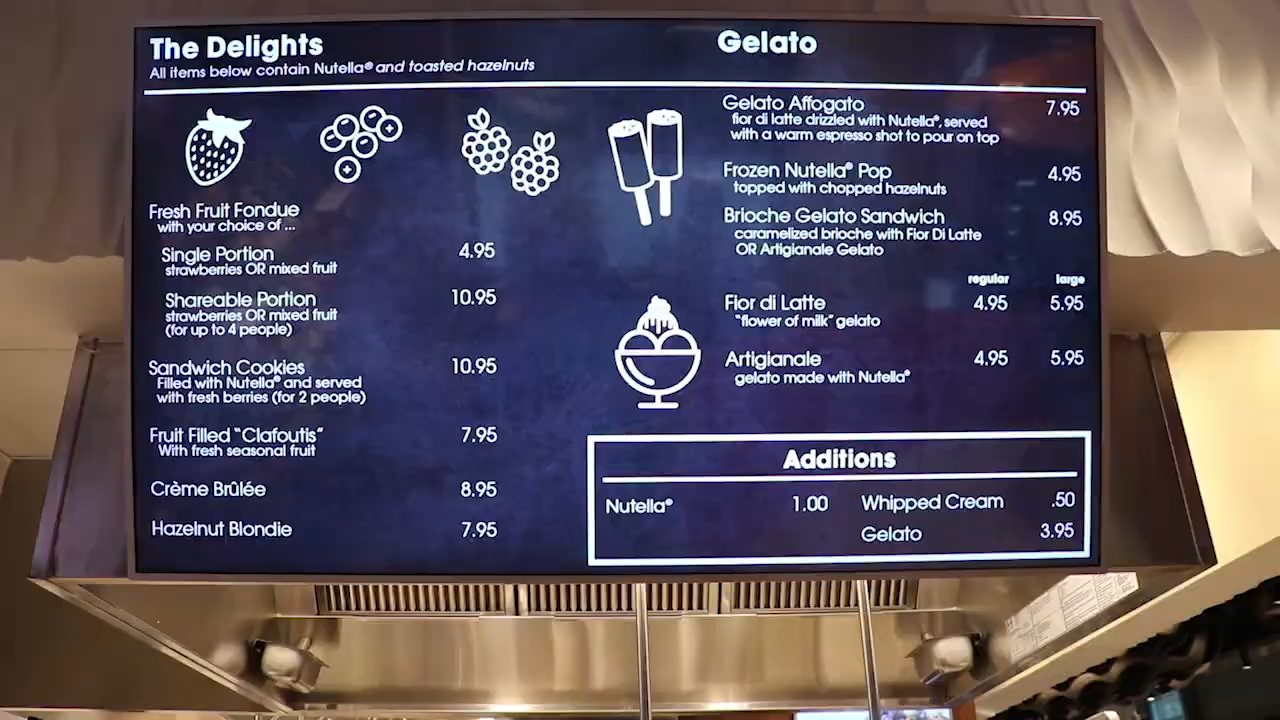 The Delights
All items below contain Nutella® and toasted hazelnuts
Fresh Fruit Fondue
with your choice of ...
Single Portion 4.95
strawberries OR mixed fruit
Shareable Portion 10.95
strawberries OR mixed fruit
(for up to 4 people)
Sandwich Cookies 10.95
Filled with Nutella® and served
with fresh berries (for 2 people)
Fruit Filled "Clafoutis" 7.95
With fresh seasonal fruit
Crème Brûlée 8.95
Hazelnut Blondie 7.95
Gelato
Gelato Affogato 7.95
fior di latte drizzled with Nutella®, served
with a warm espresso shot to pour on top
Frozen Nutella® Pop 4.95
topped with chopped hazelnuts
Brioche Gelato Sandwich 8.95
caramelized brioche with Fior Di Latte
OR Artigianale Gelato
regular large
Fior di Latte 4.95 5.95
"flower of milk" gelato
Artigianale 4.95 5.95
gelato made with Nutella®
Additions
Nutella® 1.00 Whipped Cream .50
Gelato 3.95